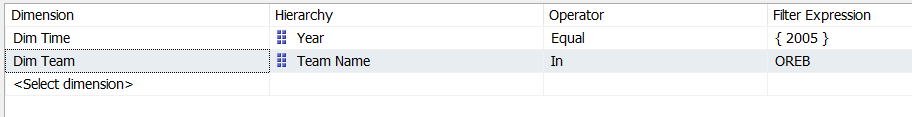 Dimension Hierarchy Operator Filter Expression
Dim Time Year Equal { 2005 }
Dim Team Team Name In OREB
<Select dimension>